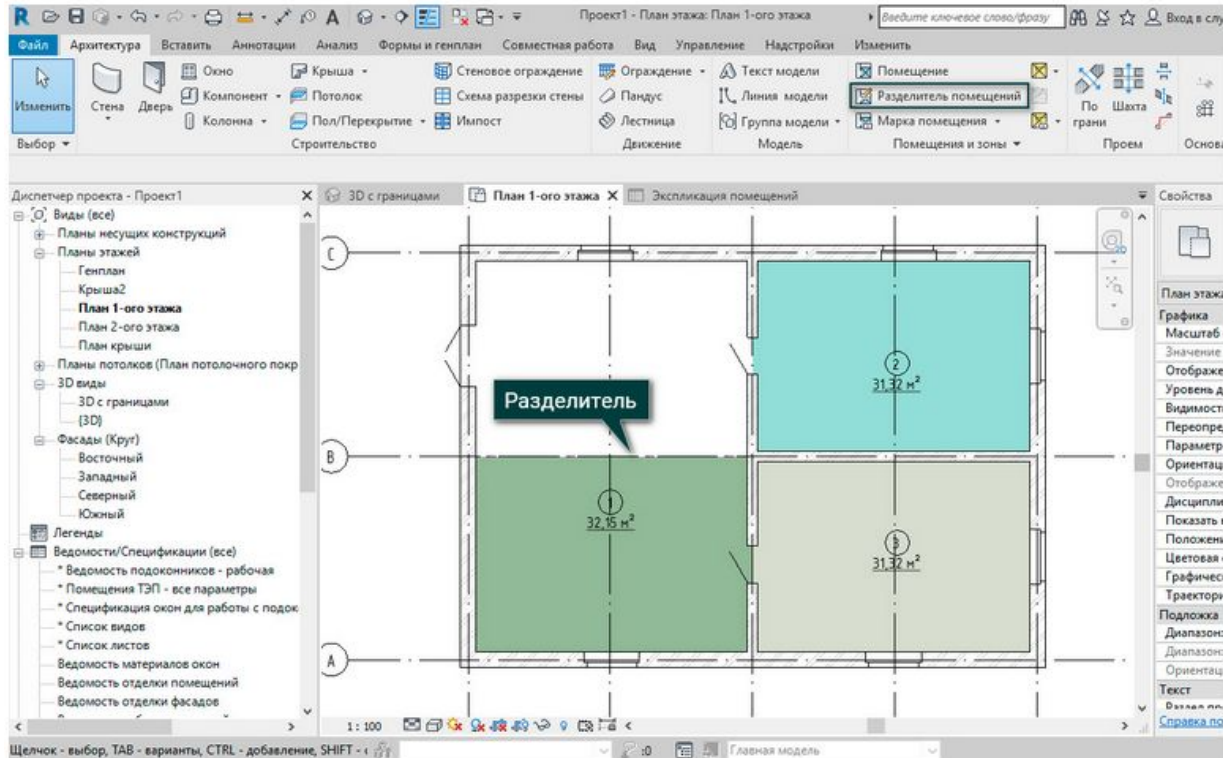 Проект1 - План этажа: План 1-ого этажа
Введите ключевое слово/фразу
Вход в слу
Файл Архитектура Вставить Аннотации Анализ Формы и генплан Совместная работа Вид Управление Надстройки Изменить
Изменить
Стена
Дверь
Окно
Компонент
Колонна
Крыша
Потолок
Пол/Перекрытие
Стеновое ограждение
Схема разрезки стены
Импост
Ограждение
Пандус
Лестница
Текст модели
Линия модели
Группа модели
Помещение
Разделитель помещений
Марка помещения
По грани
Шахта
Выбор
Строительство
Движение
Модель
Помещения и зоны
Проем
Основа
Диспетчер проекта - Проект1
Виды (все)
Планы несущих конструкций
Планы этажей
Генплан
Крыша2
План 1-ого этажа
План 2-ого этажа
План крыши
Планы потолков (План потолочного покр
3D виды
3D с границами
{3D}
Фасады (Круг)
Восточный
Западный
Северный
Южный
Легенды
Ведомости/Спецификации (все)
* Ведомость подоконников - рабочая
* Помещения ТЭП - все параметры
* Спецификация окон для работы с подок
* Список видов
* Список листов
Ведомость материалов окон
Ведомость отделки помещений
Ведомость отделки фасадов
3D с границами
План 1-ого этажа
Экспликация помещений
С
2
31,32 м²
Разделитель
В
1
32,15 м²
3
31,32 м²
А
2D
1 : 100
Свойства
План этажа
Графика
Масштаб
Значение
Отображе
Уровень д
Видимост
Переопре
Параметр
Ориентац
Отображе
Дисципли
Показать
Положени
Цветовая
Графичес
Траектори
Подложка
Диапазон
Диапазон
Ориентац
Текст
Справка по
Щелчок - выбор, TAB - варианты, CTRL - добавление, SHIFT -
:0
Главная модель